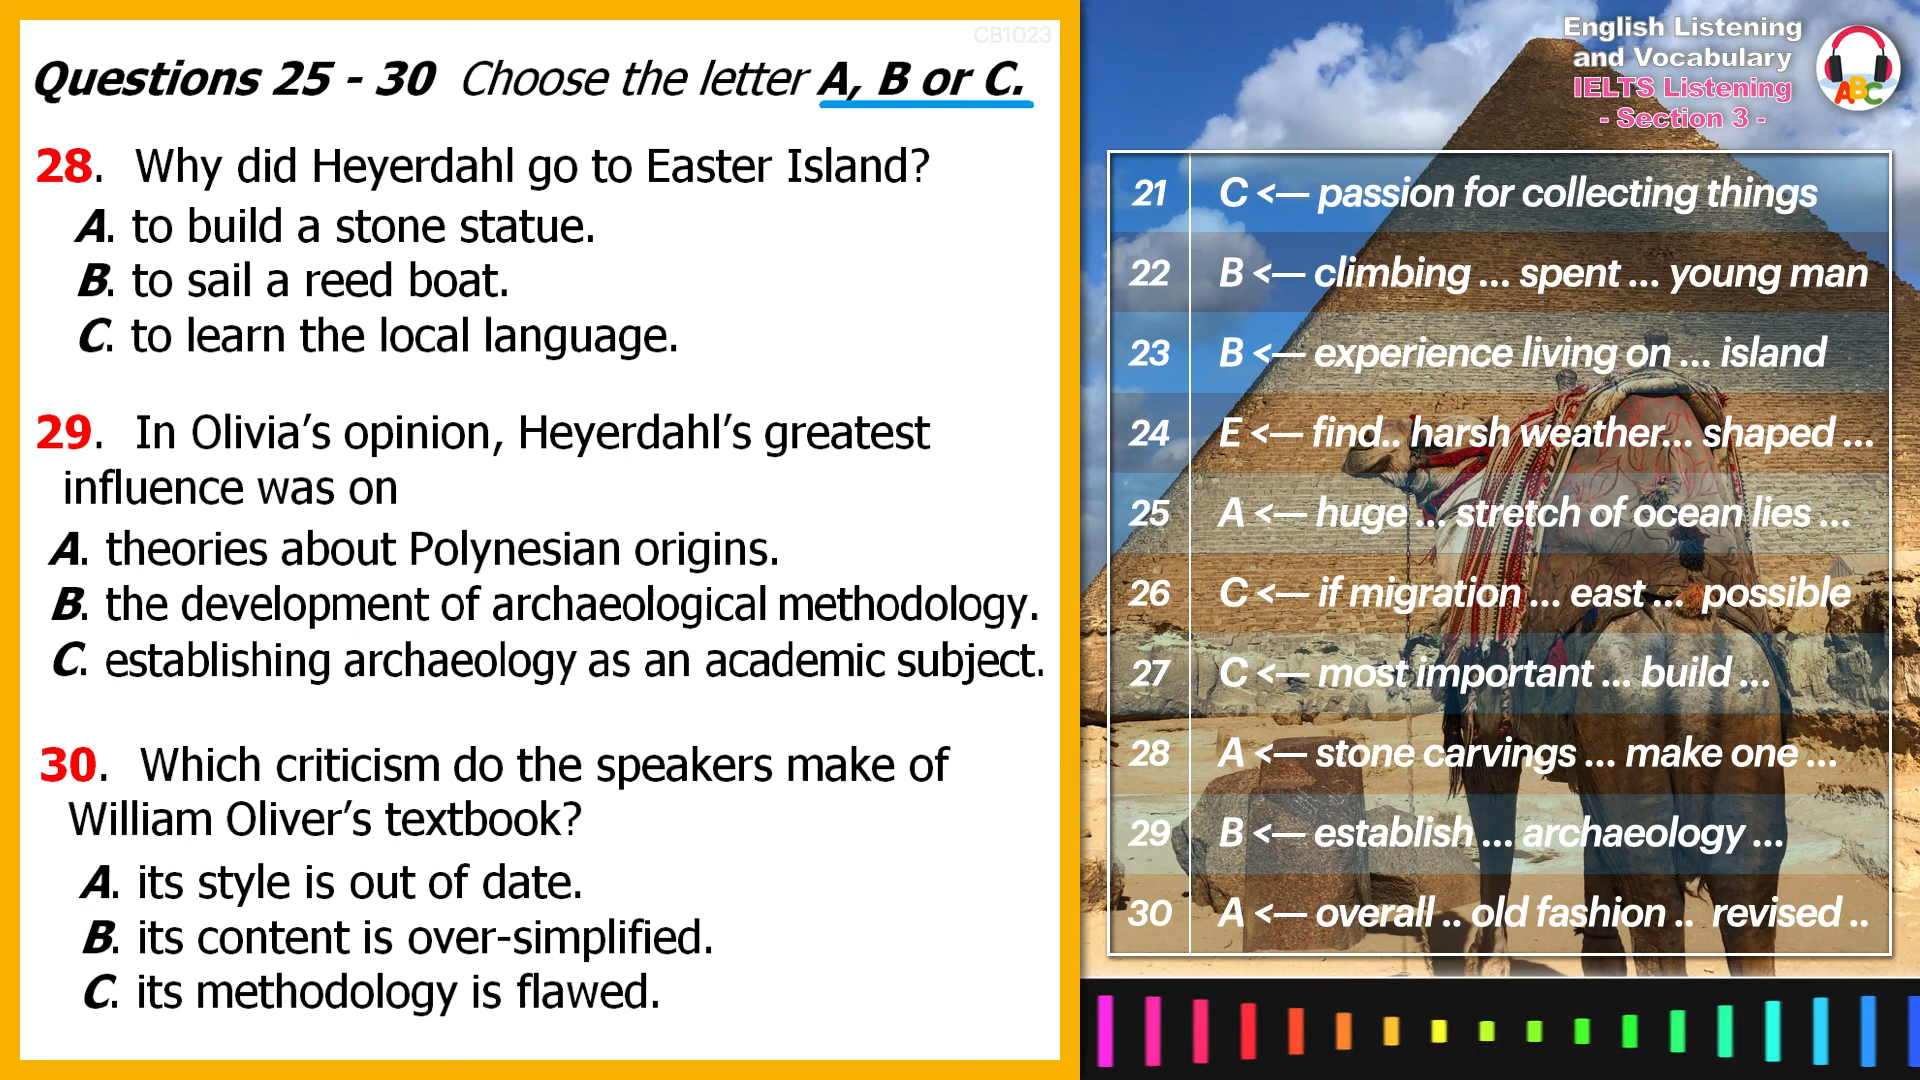 CB1023
Questions 25 - 30 Choose the letter A, B or C.
28. Why did Heyerdahl go to Easter Island?
A. to build a stone statue.
B. to sail a reed boat.
C. to learn the local language.
29. In Olivia’s opinion, Heyerdahl’s greatest
influence was on
A. theories about Polynesian origins.
B. the development of archaeological methodology.
C. establishing archaeology as an academic subject.
30. Which criticism do the speakers make of
William Oliver’s textbook?
A. its style is out of date.
B. its content is over-simplified.
C. its methodology is flawed.
English Listening
and Vocabulary
IELTS Listening
- Section 3 -
ABC
21 C <— passion for collecting things
22 B <— climbing ... spent ... young man
23 B <— experience living on ... island
24 E <— find.. harsh weather... shaped ...
25 A <— huge ... stretch of ocean lies ...
26 C <— if migration ... east ... possible
27 C <— most important ... build ...
28 A <— stone carvings ... make one ...
29 B <— establish ... archaeology ...
30 A <— overall .. old fashion .. revised ..